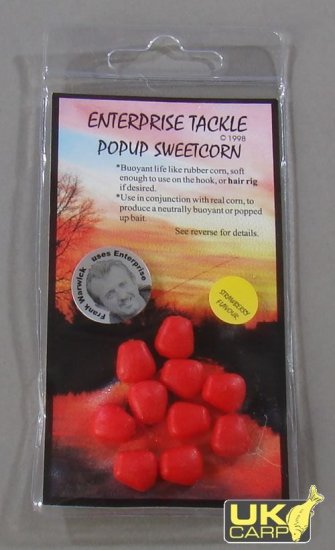 ENTERPRISE TACKLE
© 1998
POPUP SWEETCORN
*Buoyant life like rubber corn, soft
enough to use on the hook, or hair rig
if desired.
*Use in conjunction with real corn, to
produce a neutrally buoyant or popped
up bait.
See reverse for details.
Frank Warwick uses Enterprise
STRAWBERRY
FLAVOUR
UK
CARP